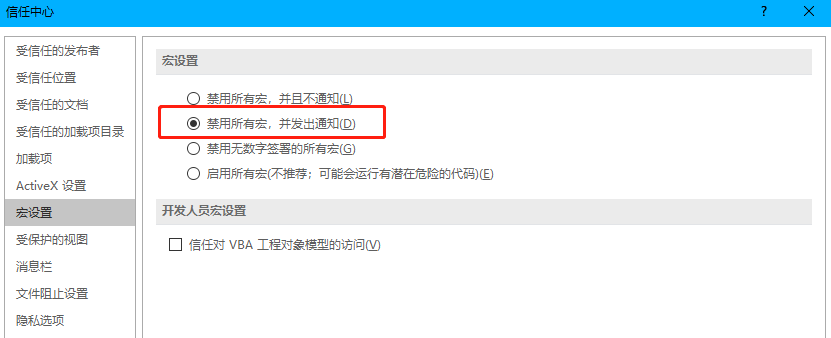 信任中心
?
受信任的发布者
受信任位置
受信任的文档
受信任的加载项目录
加载项
ActiveX 设置
宏设置
受保护的视图
消息栏
文件阻止设置
隐私选项
宏设置
禁用所有宏，并且不通知(L)
禁用所有宏，并发出通知(D)
禁用无数字签署的所有宏(G)
启用所有宏(不推荐；可能会运行有潜在危险的代码)(E)
开发人员宏设置
信任对 VBA 工程对象模型的访问(V)